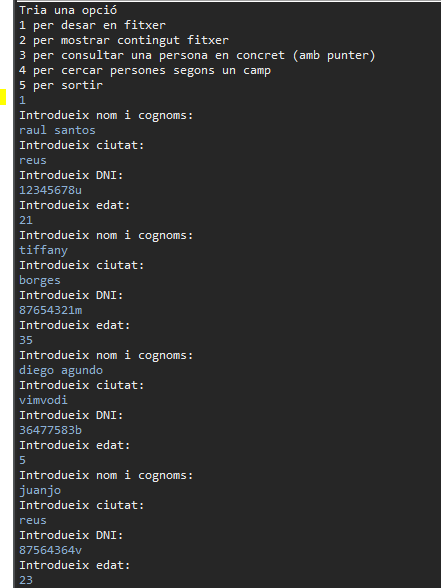 Tria una opció
1 per desar en fitxer
2 per mostrar contingut fitxer
3 per consultar una persona en concret (amb punter)
4 per cercar persones segons un camp
5 per sortir
1
Introdueix nom i cognoms:
raul santos
Introdueix ciutat:
reus
Introdueix DNI:
12345678u
Introdueix edat:
21
Introdueix nom i cognoms:
tiffany
Introdueix ciutat:
borges
Introdueix DNI:
87654321m
Introdueix edat:
35
Introdueix nom i cognoms:
diego agundo
Introdueix ciutat:
vimvodi
Introdueix DNI:
36477583b
Introdueix edat:
5
Introdueix nom i cognoms:
juanjo
Introdueix ciutat:
reus
Introdueix DNI:
87564364v
Introdueix edat:
23